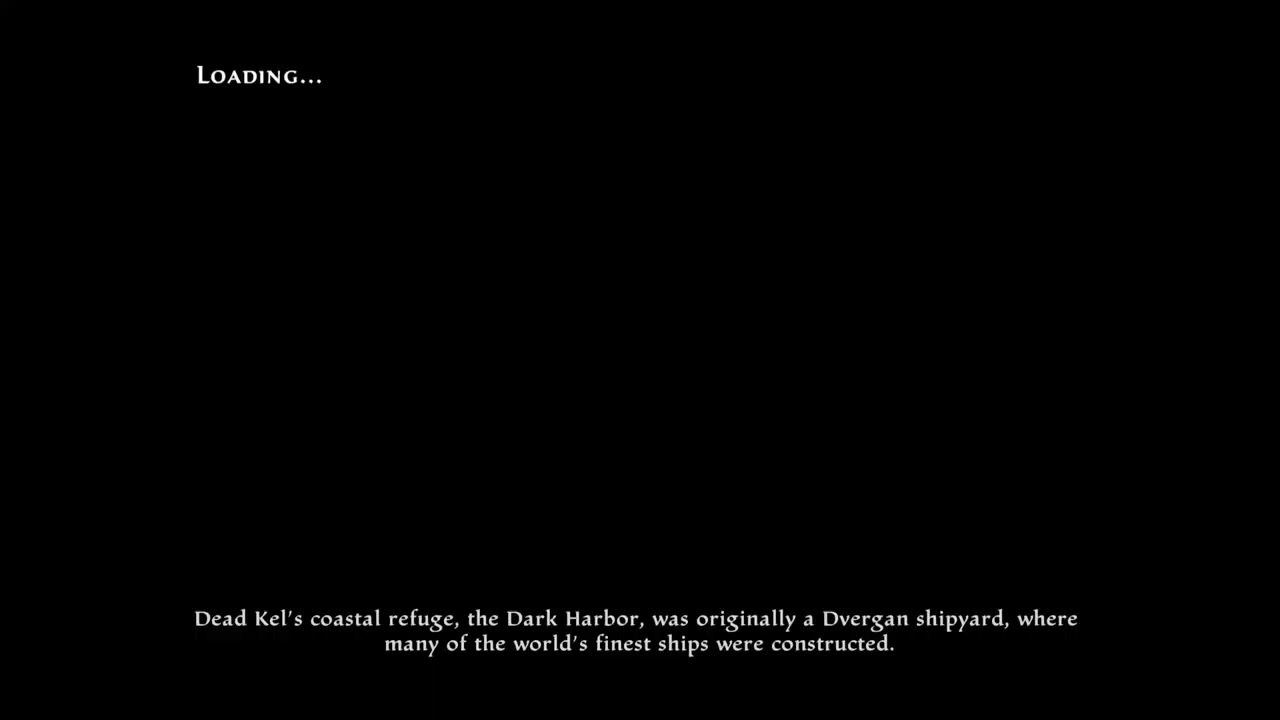 Loading...
Dead Kel's coastal refuge, the Dark Harbor, was originally a Dvergan shipyard, where
many of the world's finest ships were constructed.